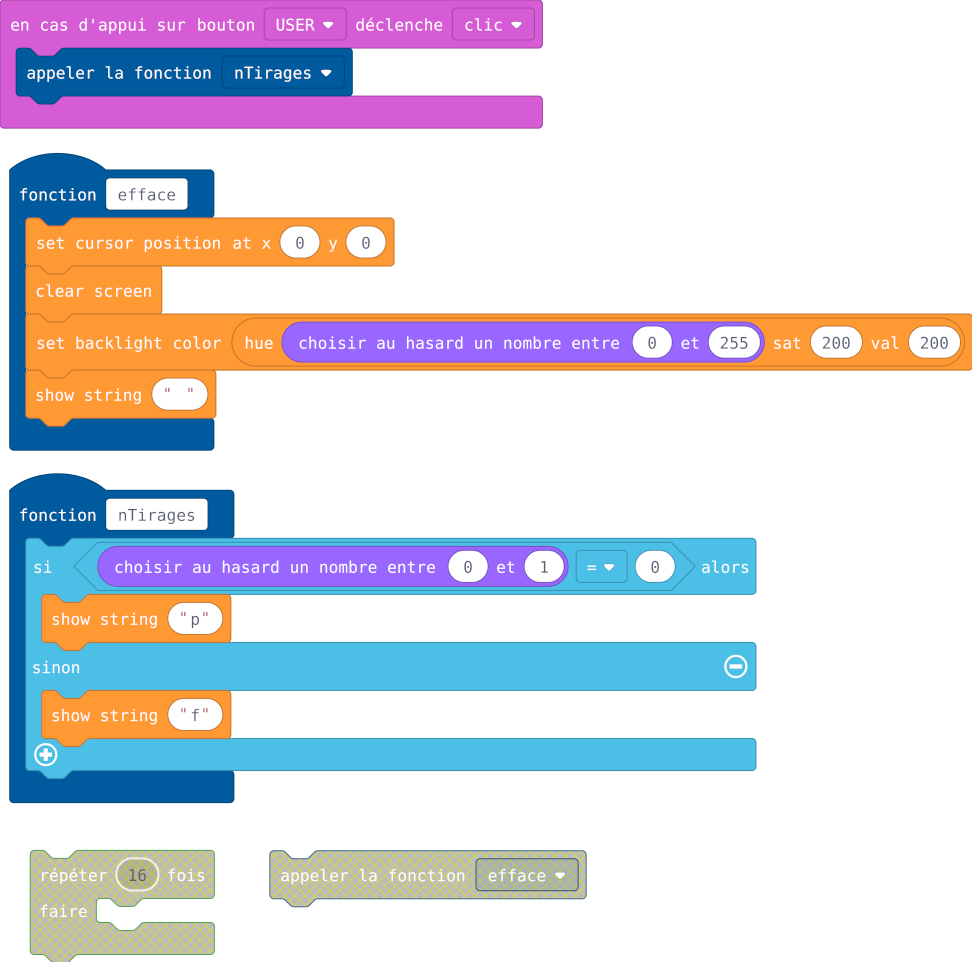 en cas d'appui sur bouton USER déclenche clic
appeler la fonction nTirages
fonction efface
set cursor position at x 0 y 0
clear screen
set backlight color hue choisir au hasard un nombre entre 0 et 255 sat 200 val 200
show string " "
fonction nTirages
si choisir au hasard un nombre entre 0 et 1 = 0 alors
show string "p"
sinon
show string "f"
répéter 16 fois
faire
appeler la fonction efface